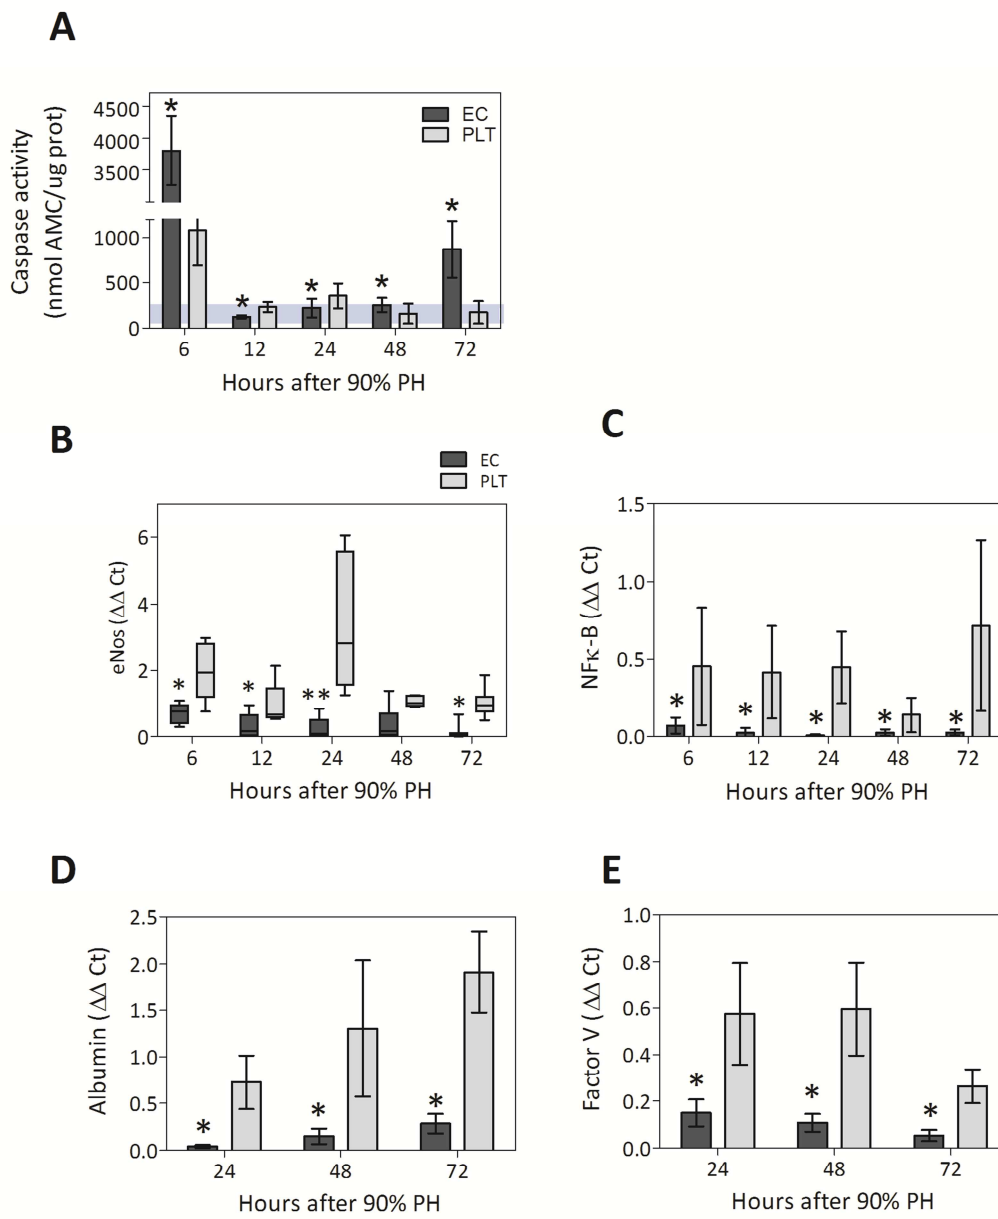 A
Caspase activity
(nmol AMC/ug prot)
4500
4000
3500
1000
500
0
* * * * *
EC
PLT
6 12 24 48 72
Hours after 90% PH
B
EC
PLT
eNos (ΔΔ Ct)
6
4
2
0
* * ** *
6 12 24 48 72
Hours after 90% PH
C
NFκ-B (ΔΔ Ct)
1.5
1.0
0.5
0.0
* * * * *
6 12 24 48 72
Hours after 90% PH
D
Albumin (ΔΔ Ct)
2.5
2.0
1.5
1.0
0.5
0.0
* * *
24 48 72
Hours after 90% PH
E
Factor V (ΔΔ Ct)
1.0
0.8
0.6
0.4
0.2
0.0
* * *
24 48 72
Hours after 90% PH